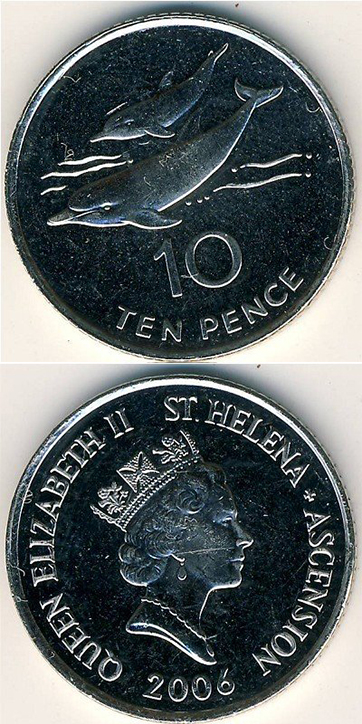 10
TEN PENCE
QUEEN ELIZABETH II ST. HELENA * ASCENSION
2006